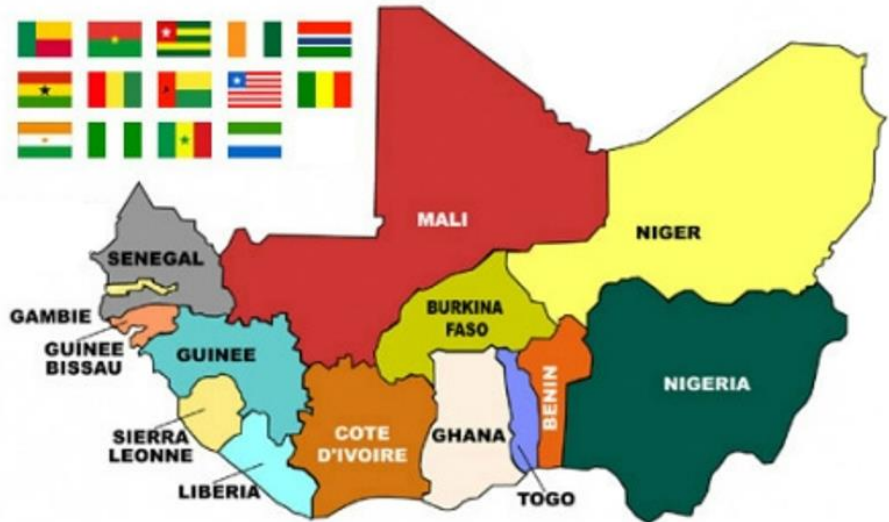 MALI
NIGER
SENEGAL
GAMBIE
GUINEE
BISSAU
GUINEE
BURKINA
FASO
NIGERIA
BENIN
SIERRA
LEONNE
COTE
D'IVOIRE
GHANA
LIBERIA
TOGO